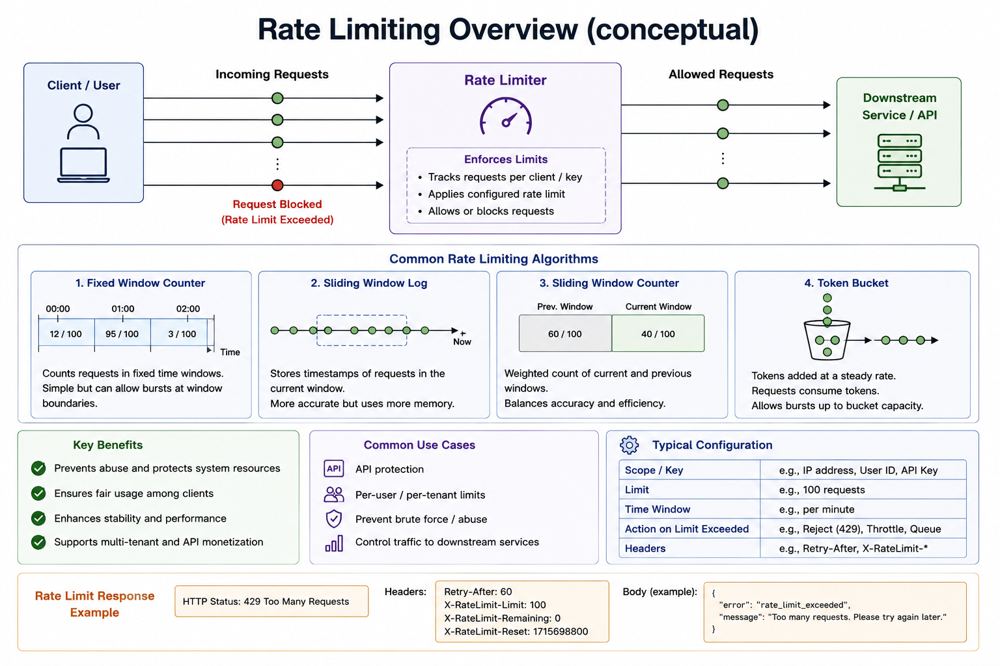 Rate Limiting Overview (conceptual)
Client / User
Incoming Requests
Request Blocked
(Rate Limit Exceeded)
Rate Limiter
Enforces Limits
• Tracks requests per client / key
• Applies configured rate limit
• Allows or blocks requests
Allowed Requests
Downstream
Service / API
Common Rate Limiting Algorithms
1. Fixed Window Counter
00:00 01:00 02:00
12 / 100 95 / 100 3 / 100
Time
Counts requests in fixed time windows.
Simple but can allow bursts at window
boundaries.
2. Sliding Window Log
Now
Stores timestamps of requests in the
current window.
More accurate but uses more memory.
3. Sliding Window Counter
Prev. Window Current Window
60 / 100 40 / 100
Weighted count of current and previous
windows.
Balances accuracy and efficiency.
4. Token Bucket
Tokens added at a steady rate.
Requests consume tokens.
Allows bursts up to bucket capacity.
Key Benefits
Prevents abuse and protects system resources
Ensures fair usage among clients
Enhances stability and performance
Supports multi-tenant and API monetization
Common Use Cases
API API protection
Per-user / per-tenant limits
Prevent brute force / abuse
Control traffic to downstream services
Typical Configuration
Scope / Key e.g., IP address, User ID, API Key
Limit e.g., 100 requests
Time Window e.g., per minute
Action on Limit Exceeded e.g., Reject (429), Throttle, Queue
Headers e.g., Retry-After, X-RateLimit-*
Rate Limit Response
Example
HTTP Status: 429 Too Many Requests
Headers:
Retry-After: 60
X-RateLimit-Limit: 100
X-RateLimit-Remaining: 0
X-RateLimit-Reset: 1715698800
Body (example):
{
"error": "rate_limit_exceeded",
"message": "Too many requests. Please try again later."
}